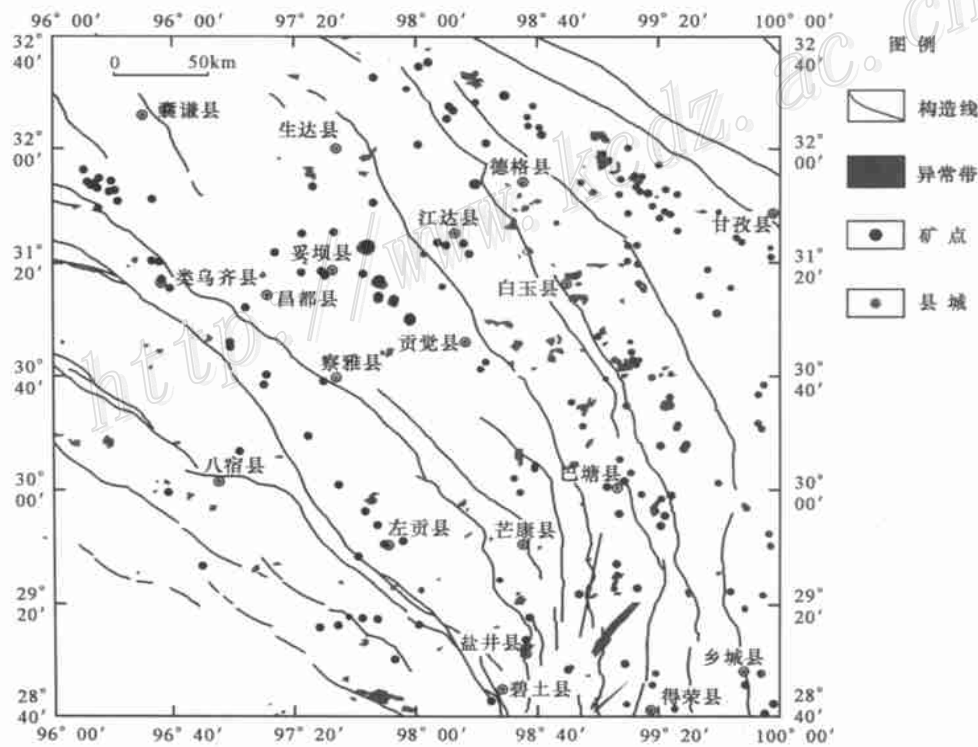 96° 00′ 96° 40′ 97° 20′ 98° 00′ 98° 40′ 99° 20′ 100° 00′
32° 40′
32° 40′
图 例
0 50km
囊谦县
构造线
生达县
32° 00′
32° 00′
德格县
异常带
江达县
甘孜县
矿 点
妥坝县
31° 20′
31° 20′
类乌齐县
白玉县
昌都县
县 城
贡觉县
察雅县
30° 40′
30° 40′
八宿县
巴塘县
30° 00′
30° 00′
左贡县
芒康县
29° 20′
29° 20′
盐井县
乡城县
碧土县
得荣县
28° 40′
28° 40′
96° 00′ 96° 40′ 97° 20′ 98° 00′ 98° 40′ 99° 20′ 100° 00′
http://www.kcdz.ac.cn